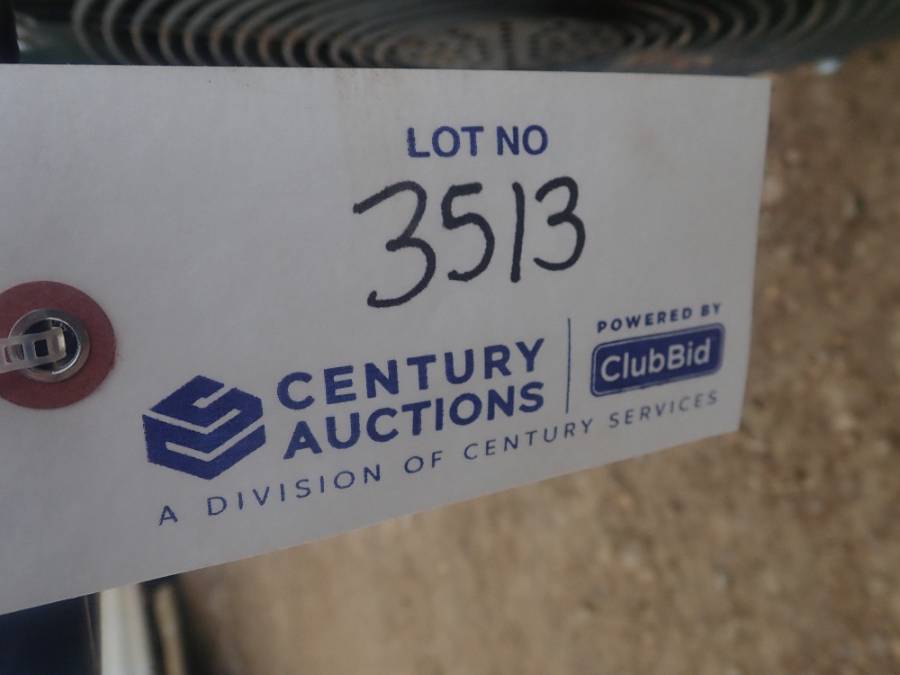 LOT NO
3513
CENTURY AUCTIONS
POWERED BY
ClubBid
A DIVISION OF CENTURY SERVICES